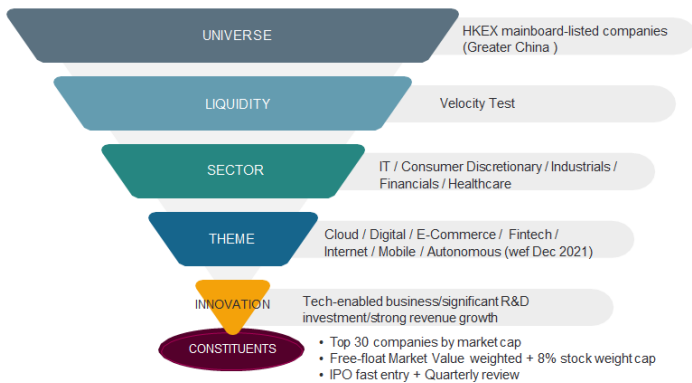 UNIVERSE
HKEX mainboard-listed companies
(Greater China )
LIQUIDITY
Velocity Test
SECTOR
IT / Consumer Discretionary / Industrials /
Financials / Healthcare
THEME
Cloud / Digital / E-Commerce / Fintech /
Internet / Mobile / Autonomous (wef Dec 2021)
INNOVATION
Tech-enabled business/significant R&D
investment/strong revenue growth
CONSTITUENTS
• Top 30 companies by market cap
• Free-float Market Value weighted + 8% stock weight cap
• IPO fast entry + Quarterly review